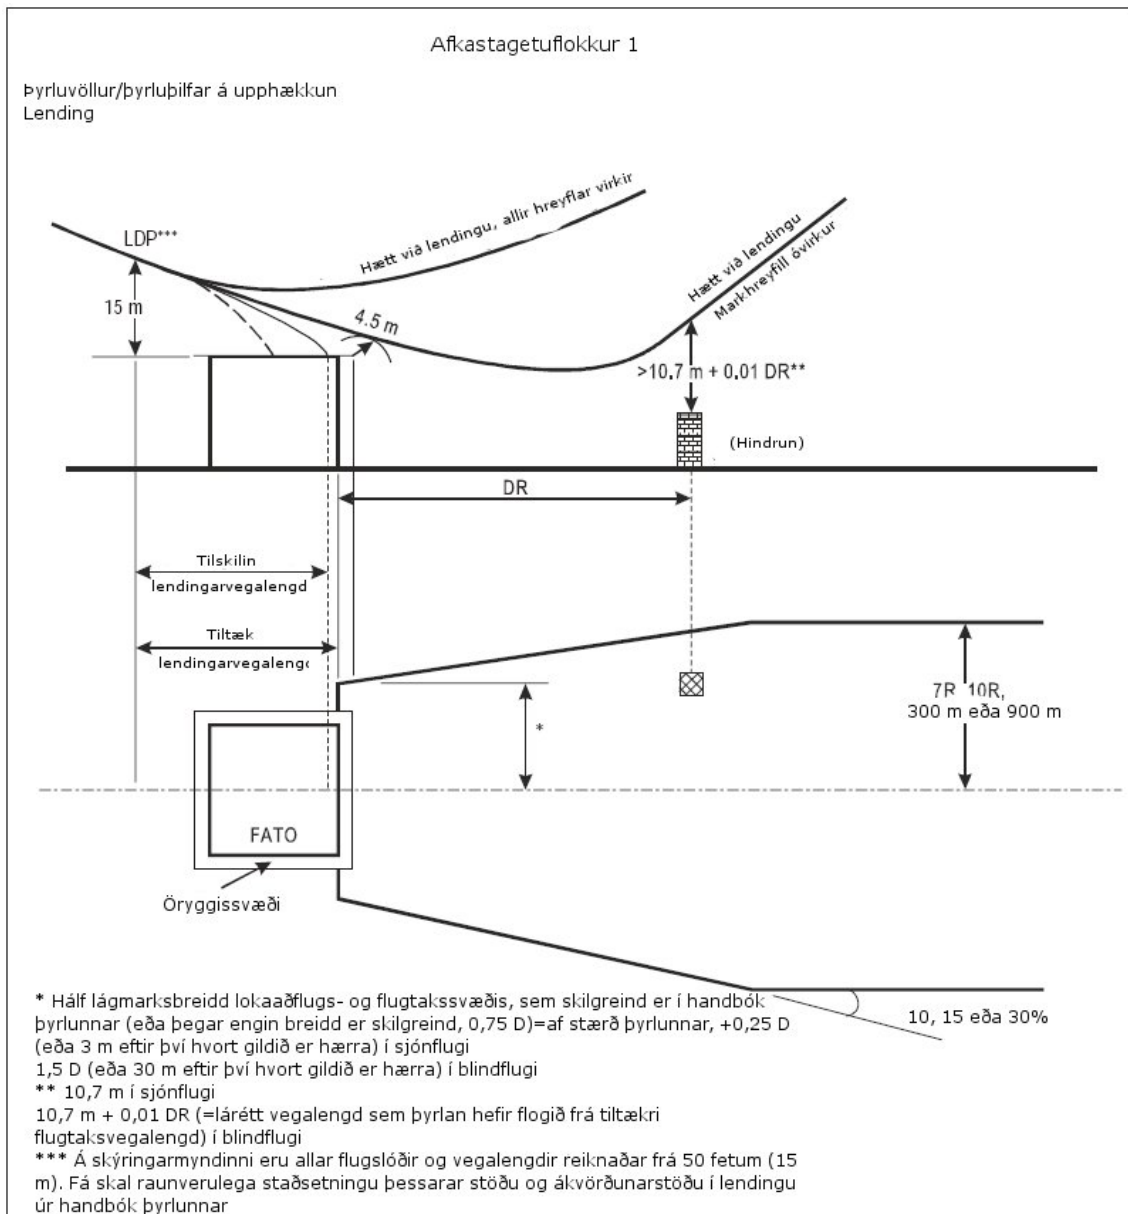 Afkastagetuflokkur 1
Þyrluvöllur/þyrluþilfar á upphækkun
Lending
Hætt við lendingu, allir hreyflar virkir
LDP***
15 m
4.5 m
Hætt við lendingu
Markhreyfill óvirkur
>10.7 m + 0.01 DR**
(Hindrun)
DR
Tilskilin
lendingarvegalengd
Tiltæk
lendingarvegalengd
7R 10R,
300 m eða 900 m
*
FATO
Öryggissvæði
10, 15 eða 30%
* Hálf lágmarksbreidd lokaaðflugs- og flugtakssvæðis, sem skilgreind er í handbók
þyrlunnar (eða þegar engin breidd er skilgreind, 0,75 D)=af stærð þyrlunnar, +0,25 D
(eða 3 m eftir því hvort gildið er hærra) í sjónflugi
1,5 D (eða 30 m eftir því hvort gildið er hærra) í blindflugi
** 10,7 m í sjónflugi
10,7 m + 0,01 DR (=lárétt vegalengd sem þyrlan hefir flogið frá tiltækri
flugtaksvegalengd) í blindflugi
*** Á skýringarmyndinni eru allar flugslóðir og vegalengdir reiknaðar frá 50 fetum (15
m). Fá skal raunverulega staðsetningu þessarar stöðu og ákvörðunarstöðu í lendingu
úr handbók þyrlunnar